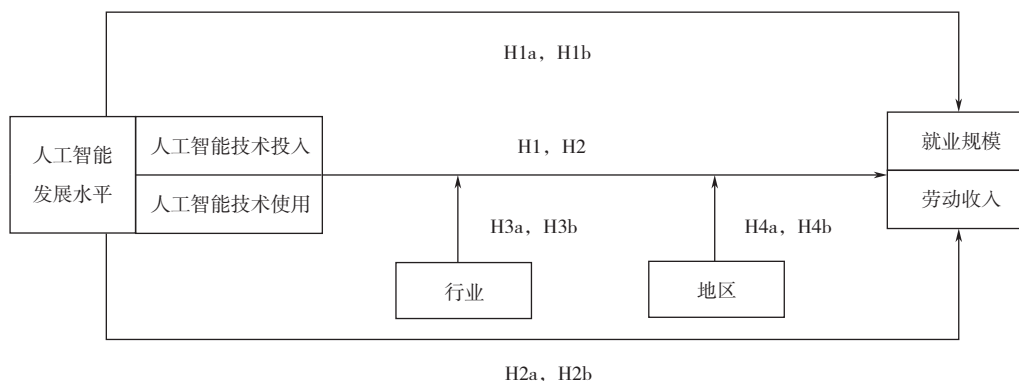 H1a，H1b
人工智能
发展水平
人工智能技术投入
人工智能技术使用
H1，H2
就业规模
劳动收入
H3a，H3b
H4a，H4b
行业
地区
H2a，H2b